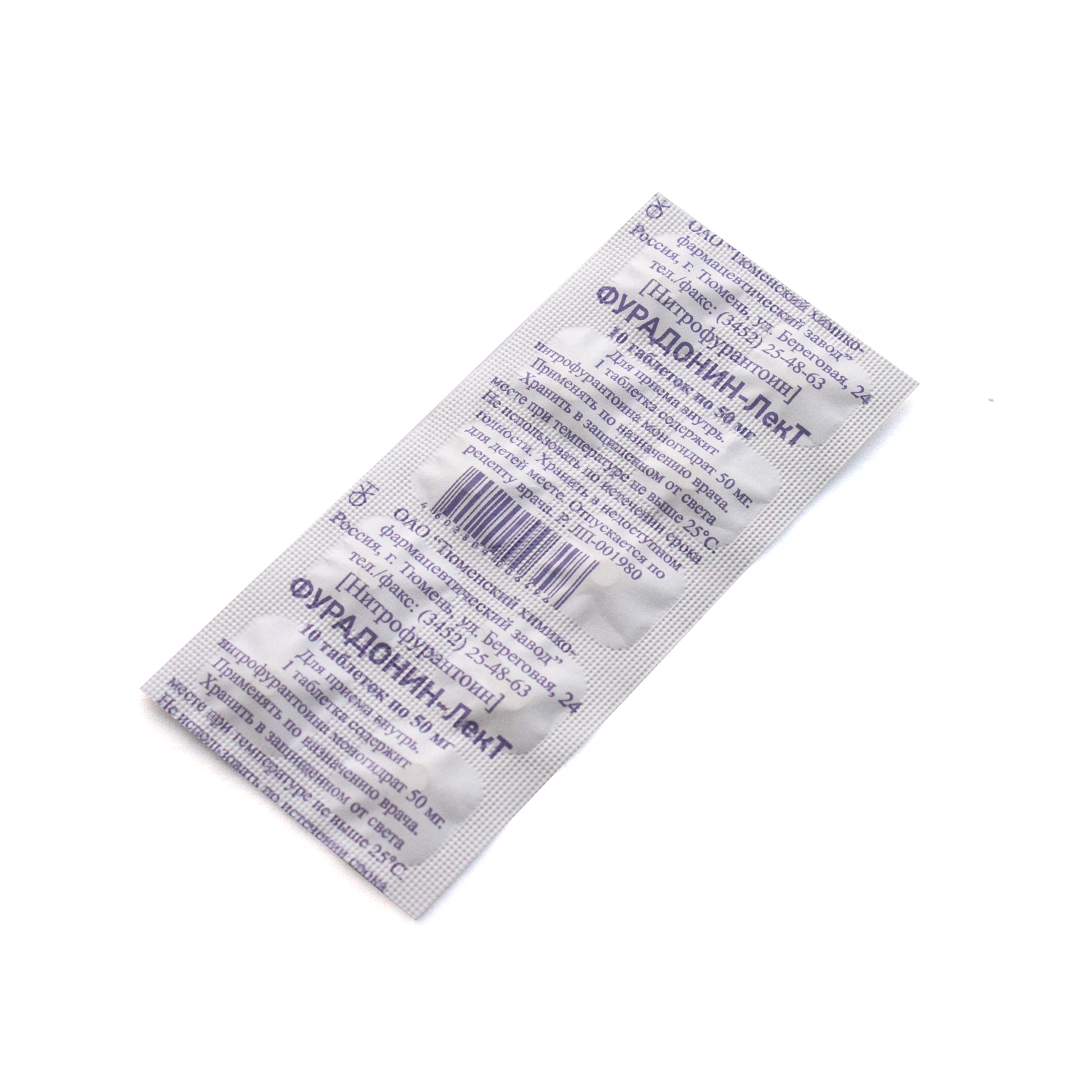 ОАО "Тюменский химико-
фармацевтический завод"
Россия, г. Тюмень, ул. Береговая, 24
тел./факс: (3452) 25-48-63
[Нитрофурантоин]
ФУРАДОНИН-ЛекТ
10 таблеток по 50 мг
Для приема внутрь.
1 таблетка содержит
нитрофурантоина моногидрат 50 мг.
Применять по назначению врача.
Хранить в защищенном от света
месте при температуре не выше 25°С.
Не использовать по истечении срока
годности. Хранить в недоступном
для детей месте. Отпускается по
рецепту врача. Р. ЛП-001980
ОАО "Тюменский химико-
фармацевтический завод"
Россия, г. Тюмень, ул. Береговая, 24
тел./факс: (3452) 25-48-63
[Нитрофурантоин]
ФУРАДОНИН-ЛекТ
10 таблеток по 50 мг
Для приема внутрь.
1 таблетка содержит
нитрофурантоина моногидрат 50 мг.
Применять по назначению врача.
Хранить в защищенном от света
месте при температуре не выше 25°С.
Не использовать по истечении срока